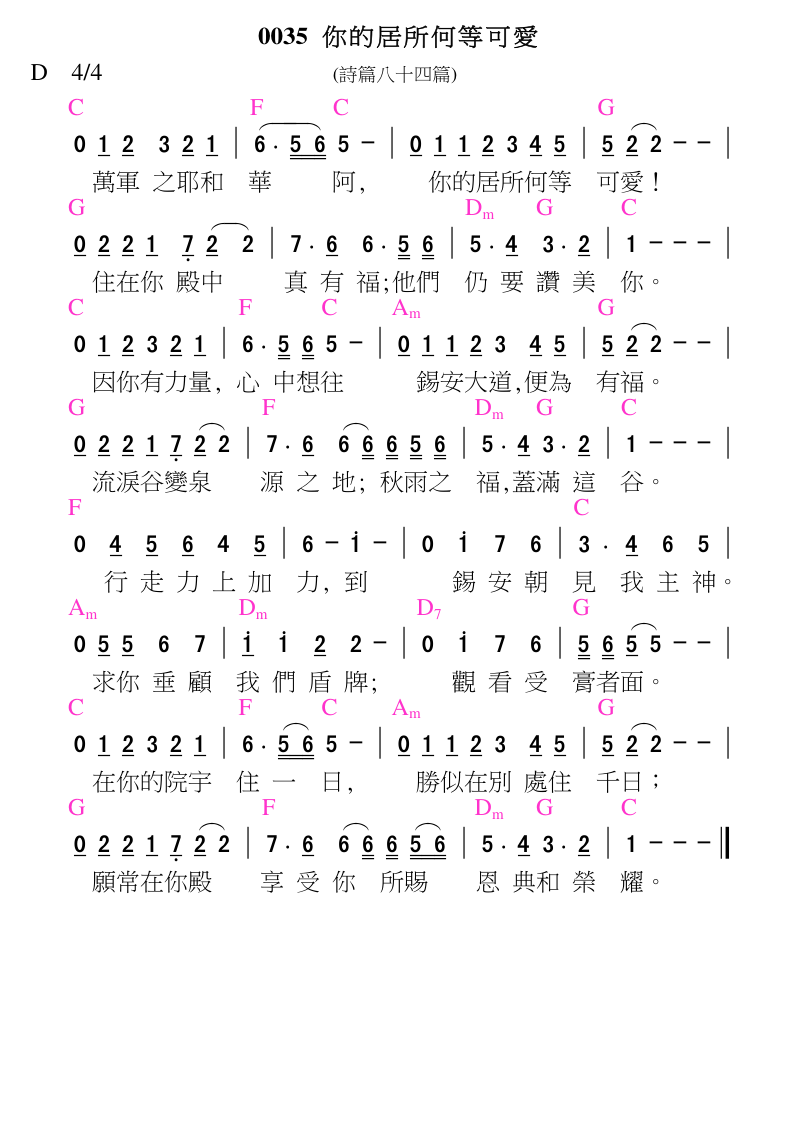 0035 你的居所何等可愛
D 4/4 (詩篇八十四篇)
C F C G
0 1 2 3 2 1 | 6 · 5 6 5 − | 0 1 1 2 3 4 5 | 5 2 2 − − |
萬軍 之耶和 華 阿, 你的居所何等 可愛！
G Dm G C
0 2 2 1 7 2 2 | 7 · 6 6 · 5 6 | 5 · 4 3 · 2 | 1 − − − |
住在你 殿中 真 有 福;他們 仍 要 讚 美 你。
C F C Am G
0 1 2 3 2 1 | 6 · 5 6 5 − | 0 1 1 2 3 4 5 | 5 2 2 − − |
因你有力量, 心 中想往 錫安大道,便為 有福。
G F Dm G C
0 2 2 1 7 2 2 | 7 · 6 6 6 6 5 6 | 5 · 4 3 · 2 | 1 − − − |
流淚谷變泉 源 之 地; 秋雨之 福,蓋滿 這 谷。
F C
0 4 5 6 4 5 | 6 − i − | 0 i 7 6 | 3 · 4 6 5 |
行 走 力 上 加 力, 到 錫 安 朝 見 我 主 神。
Am Dm D7 G
0 5 5 6 7 | i i 2 2 − | 0 i 7 6 | 5 6 5 5 − − |
求你 垂 顧 我 們 盾 牌; 觀 看 受 膏者面。
C F C Am G
0 1 2 3 2 1 | 6 · 5 6 5 − | 0 1 1 2 3 4 5 | 5 2 2 − − |
在你的院宇 住 一 日, 勝似在別 處住 千日；
G F Dm G C
0 2 2 1 7 2 2 | 7 · 6 6 6 6 5 6 | 5 · 4 3 · 2 | 1 − − − ||
願常在你殿 享 受 你 所賜 恩 典和 榮 耀。